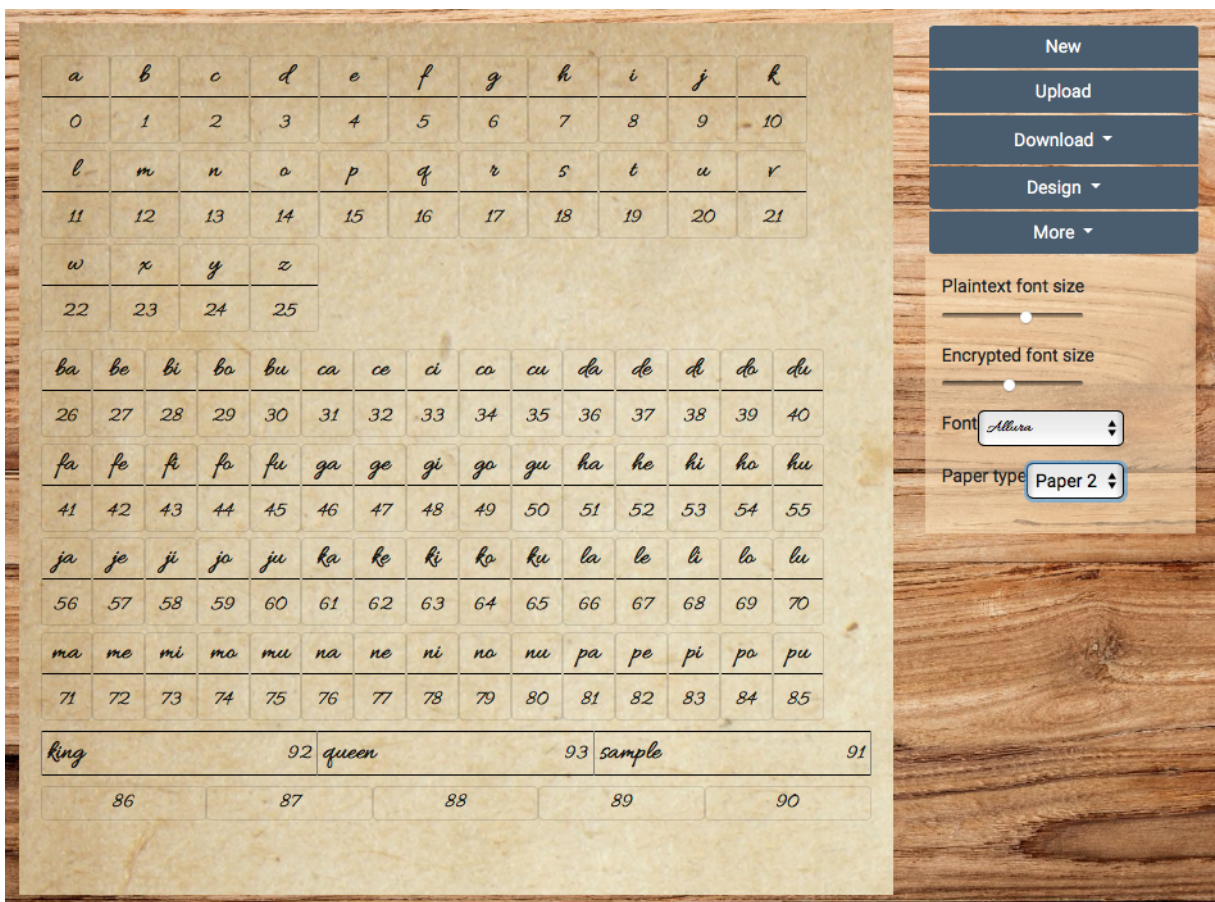 a b c d e f g h i j k
0 1 2 3 4 5 6 7 8 9 10
l m n o p q r s t u v
11 12 13 14 15 16 17 18 19 20 21
w x y z
22 23 24 25
ba be bi bo bu ca ce ci co cu da de di do du
26 27 28 29 30 31 32 33 34 35 36 37 38 39 40
fa fe fi fo fu ga ge gi go gu ha he hi ho hu
41 42 43 44 45 46 47 48 49 50 51 52 53 54 55
ja je ji jo ju ka ke ki ko ku la le li lo lu
56 57 58 59 60 61 62 63 64 65 66 67 68 69 70
ma me mi mo mu na ne ni no nu pa pe pi po pu
71 72 73 74 75 76 77 78 79 80 81 82 83 84 85
king 92 queen 93 sample 91
86 87 88 89 90
New
Upload
Download
Design
More
Plaintext font size
Encrypted font size
Font Allura
Paper type Paper 2